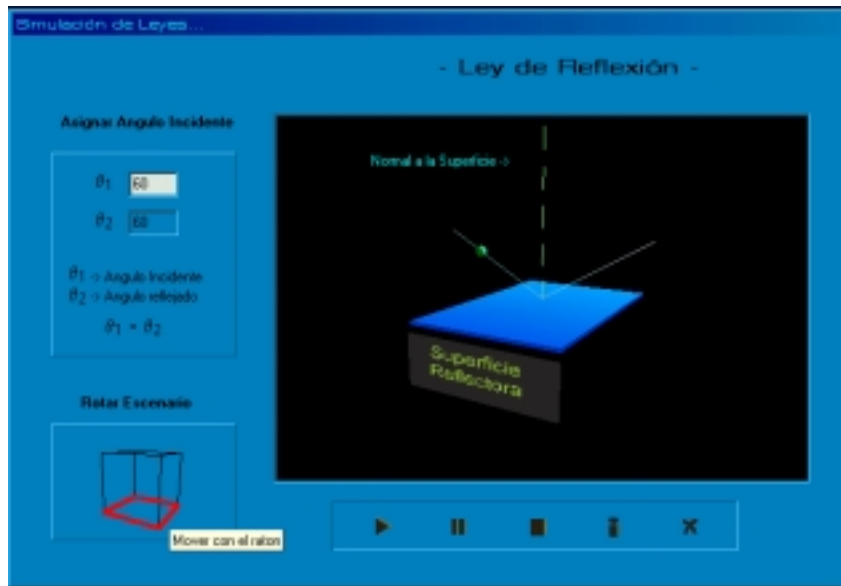 Simulación de Leyes...
- Ley de Reflexión -
Asignar Angulo Incidente
θ1 60
θ2 60
θ1 -> Angulo Incidente
θ2 -> Angulo reflejado
θ1 = θ2
Normal a la Superficie ->
Superficie
Reflectora
Rotar Escenario
Mover con el raton